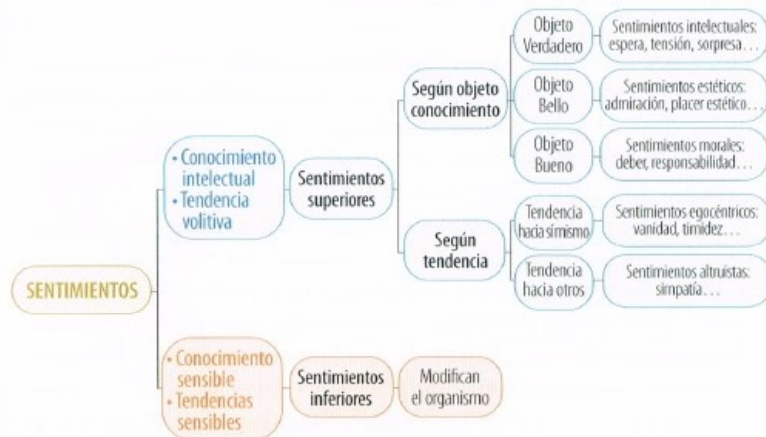 SENTIMIENTOS
• Conocimiento
intelectual
• Tendencia
volitiva
Sentimientos
superiores
Según objeto
conocimiento
Objeto
Verdadero
Sentimientos intelectuales:
espera, tensión, sorpresa...
Objeto
Bello
Sentimientos estéticos:
admiración, placer estético...
Objeto
Bueno
Sentimientos morales:
deber, responsabilidad...
Según
tendencia
Tendencia
hacia símismo
Sentimientos egocéntricos:
vanidad, timidez...
Tendencia
hacia otros
Sentimientos altruistas:
simpatía...
• Conocimiento
sensible
• Tendencias
sensibles
Sentimientos
inferiores
Modifican
el organismo